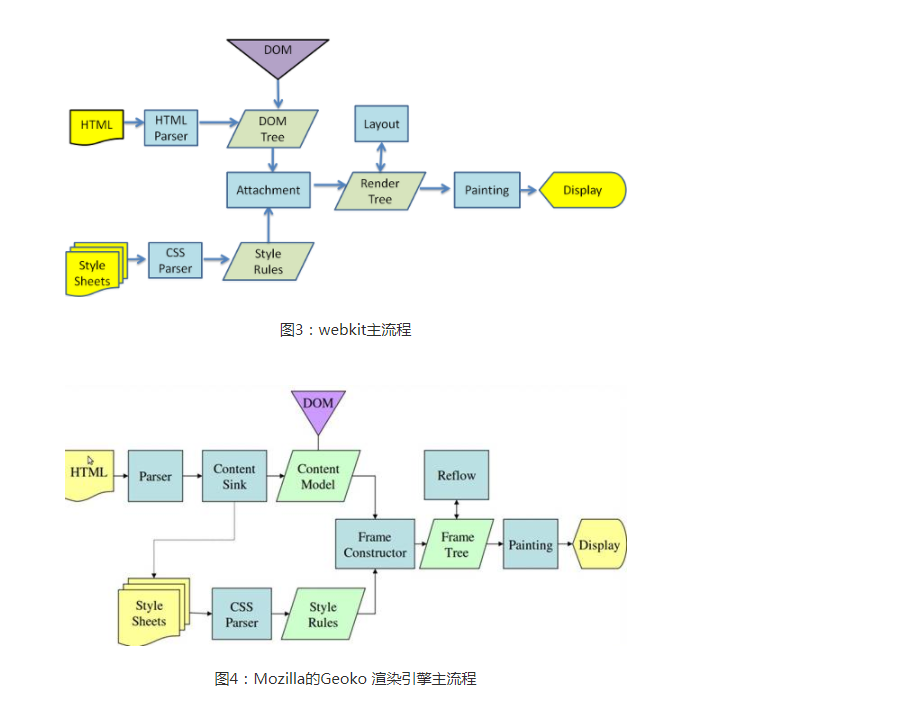 DOM
HTML
HTML
Parser
DOM
Tree
Layout
Attachment
Render
Tree
Painting
Display
Style
Sheets
CSS
Parser
Style
Rules
图3：webkit主流程
DOM
HTML
Parser
Content
Sink
Content
Model
Reflow
Frame
Constructor
Frame
Tree
Painting
Display
Style
Sheets
CSS
Parser
Style
Rules
图4：Mozilla的Geoko 渲染引擎主流程